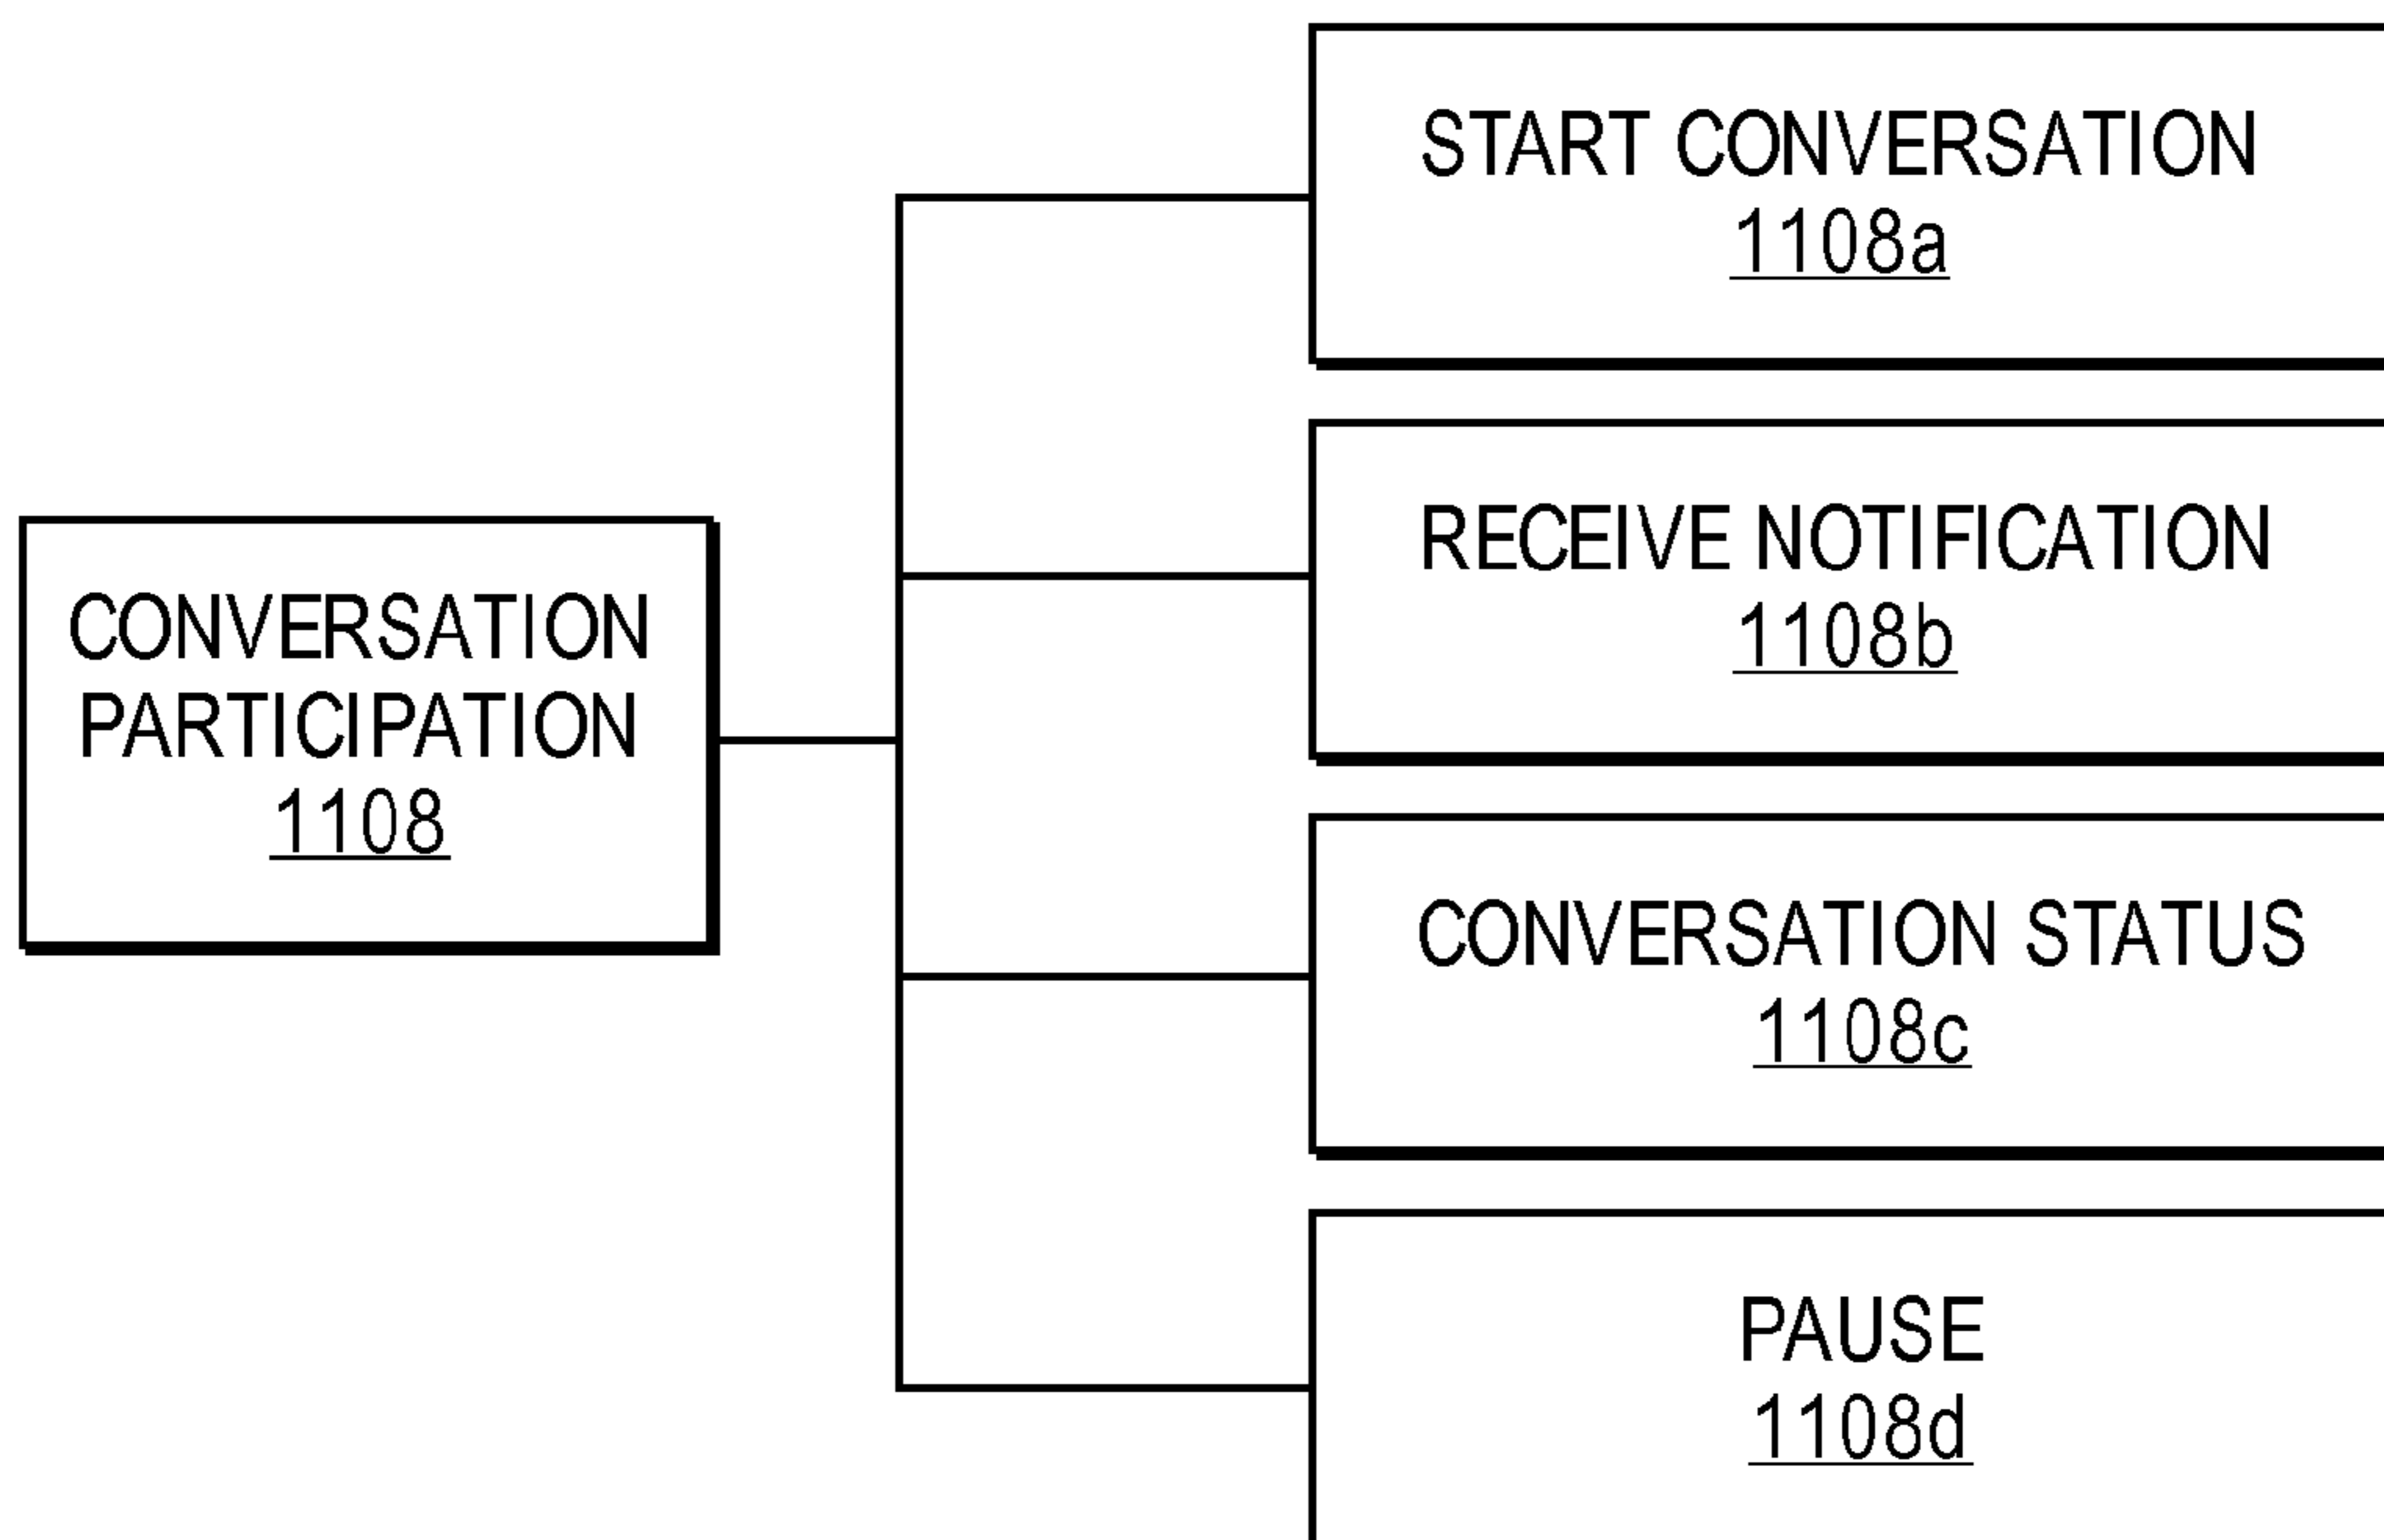 START CONVERSATION
1108a
RECEIVE NOTIFICATION
1108b
CONVERSATION
PARTICIPATION
1108
CONVERSATION STATUS
1108c
PAUSE
1108d